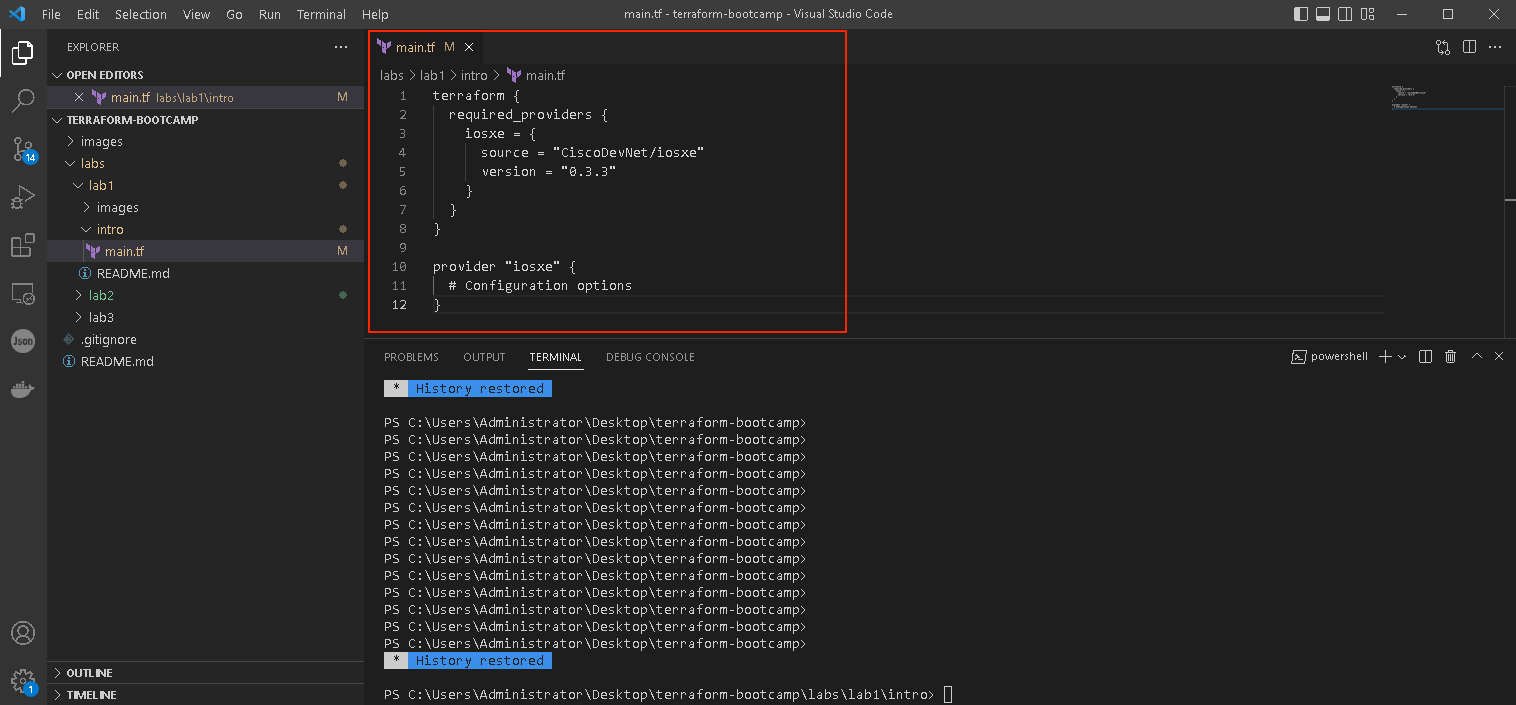 File Edit Selection View Go Run Terminal Help main.tf - terraform-bootcamp - Visual Studio Code
EXPLORER
OPEN EDITORS
main.tf labs\lab1\intro M
TERRAFORM-BOOTCAMP
images
labs
lab1
images
intro
main.tf M
README.md
lab2
lab3
.gitignore
README.md
OUTLINE
TIMELINE
14
Json
1
main.tf M
labs > lab1 > intro > main.tf
1 terraform {
2 required_providers {
3 iosxe = {
4 source = "CiscoDevNet/iosxe"
5 version = "0.3.3"
6 }
7 }
8 }
9
10 provider "iosxe" {
11 # Configuration options
12 }
PROBLEMS OUTPUT TERMINAL DEBUG CONSOLE powershell
* History restored
PS C:\Users\Administrator\Desktop\terraform-bootcamp>
PS C:\Users\Administrator\Desktop\terraform-bootcamp>
PS C:\Users\Administrator\Desktop\terraform-bootcamp>
PS C:\Users\Administrator\Desktop\terraform-bootcamp>
PS C:\Users\Administrator\Desktop\terraform-bootcamp>
PS C:\Users\Administrator\Desktop\terraform-bootcamp>
PS C:\Users\Administrator\Desktop\terraform-bootcamp>
PS C:\Users\Administrator\Desktop\terraform-bootcamp>
PS C:\Users\Administrator\Desktop\terraform-bootcamp>
PS C:\Users\Administrator\Desktop\terraform-bootcamp>
PS C:\Users\Administrator\Desktop\terraform-bootcamp>
PS C:\Users\Administrator\Desktop\terraform-bootcamp>
PS C:\Users\Administrator\Desktop\terraform-bootcamp>
PS C:\Users\Administrator\Desktop\terraform-bootcamp>
* History restored
PS C:\Users\Administrator\Desktop\terraform-bootcamp\labs\lab1\intro>